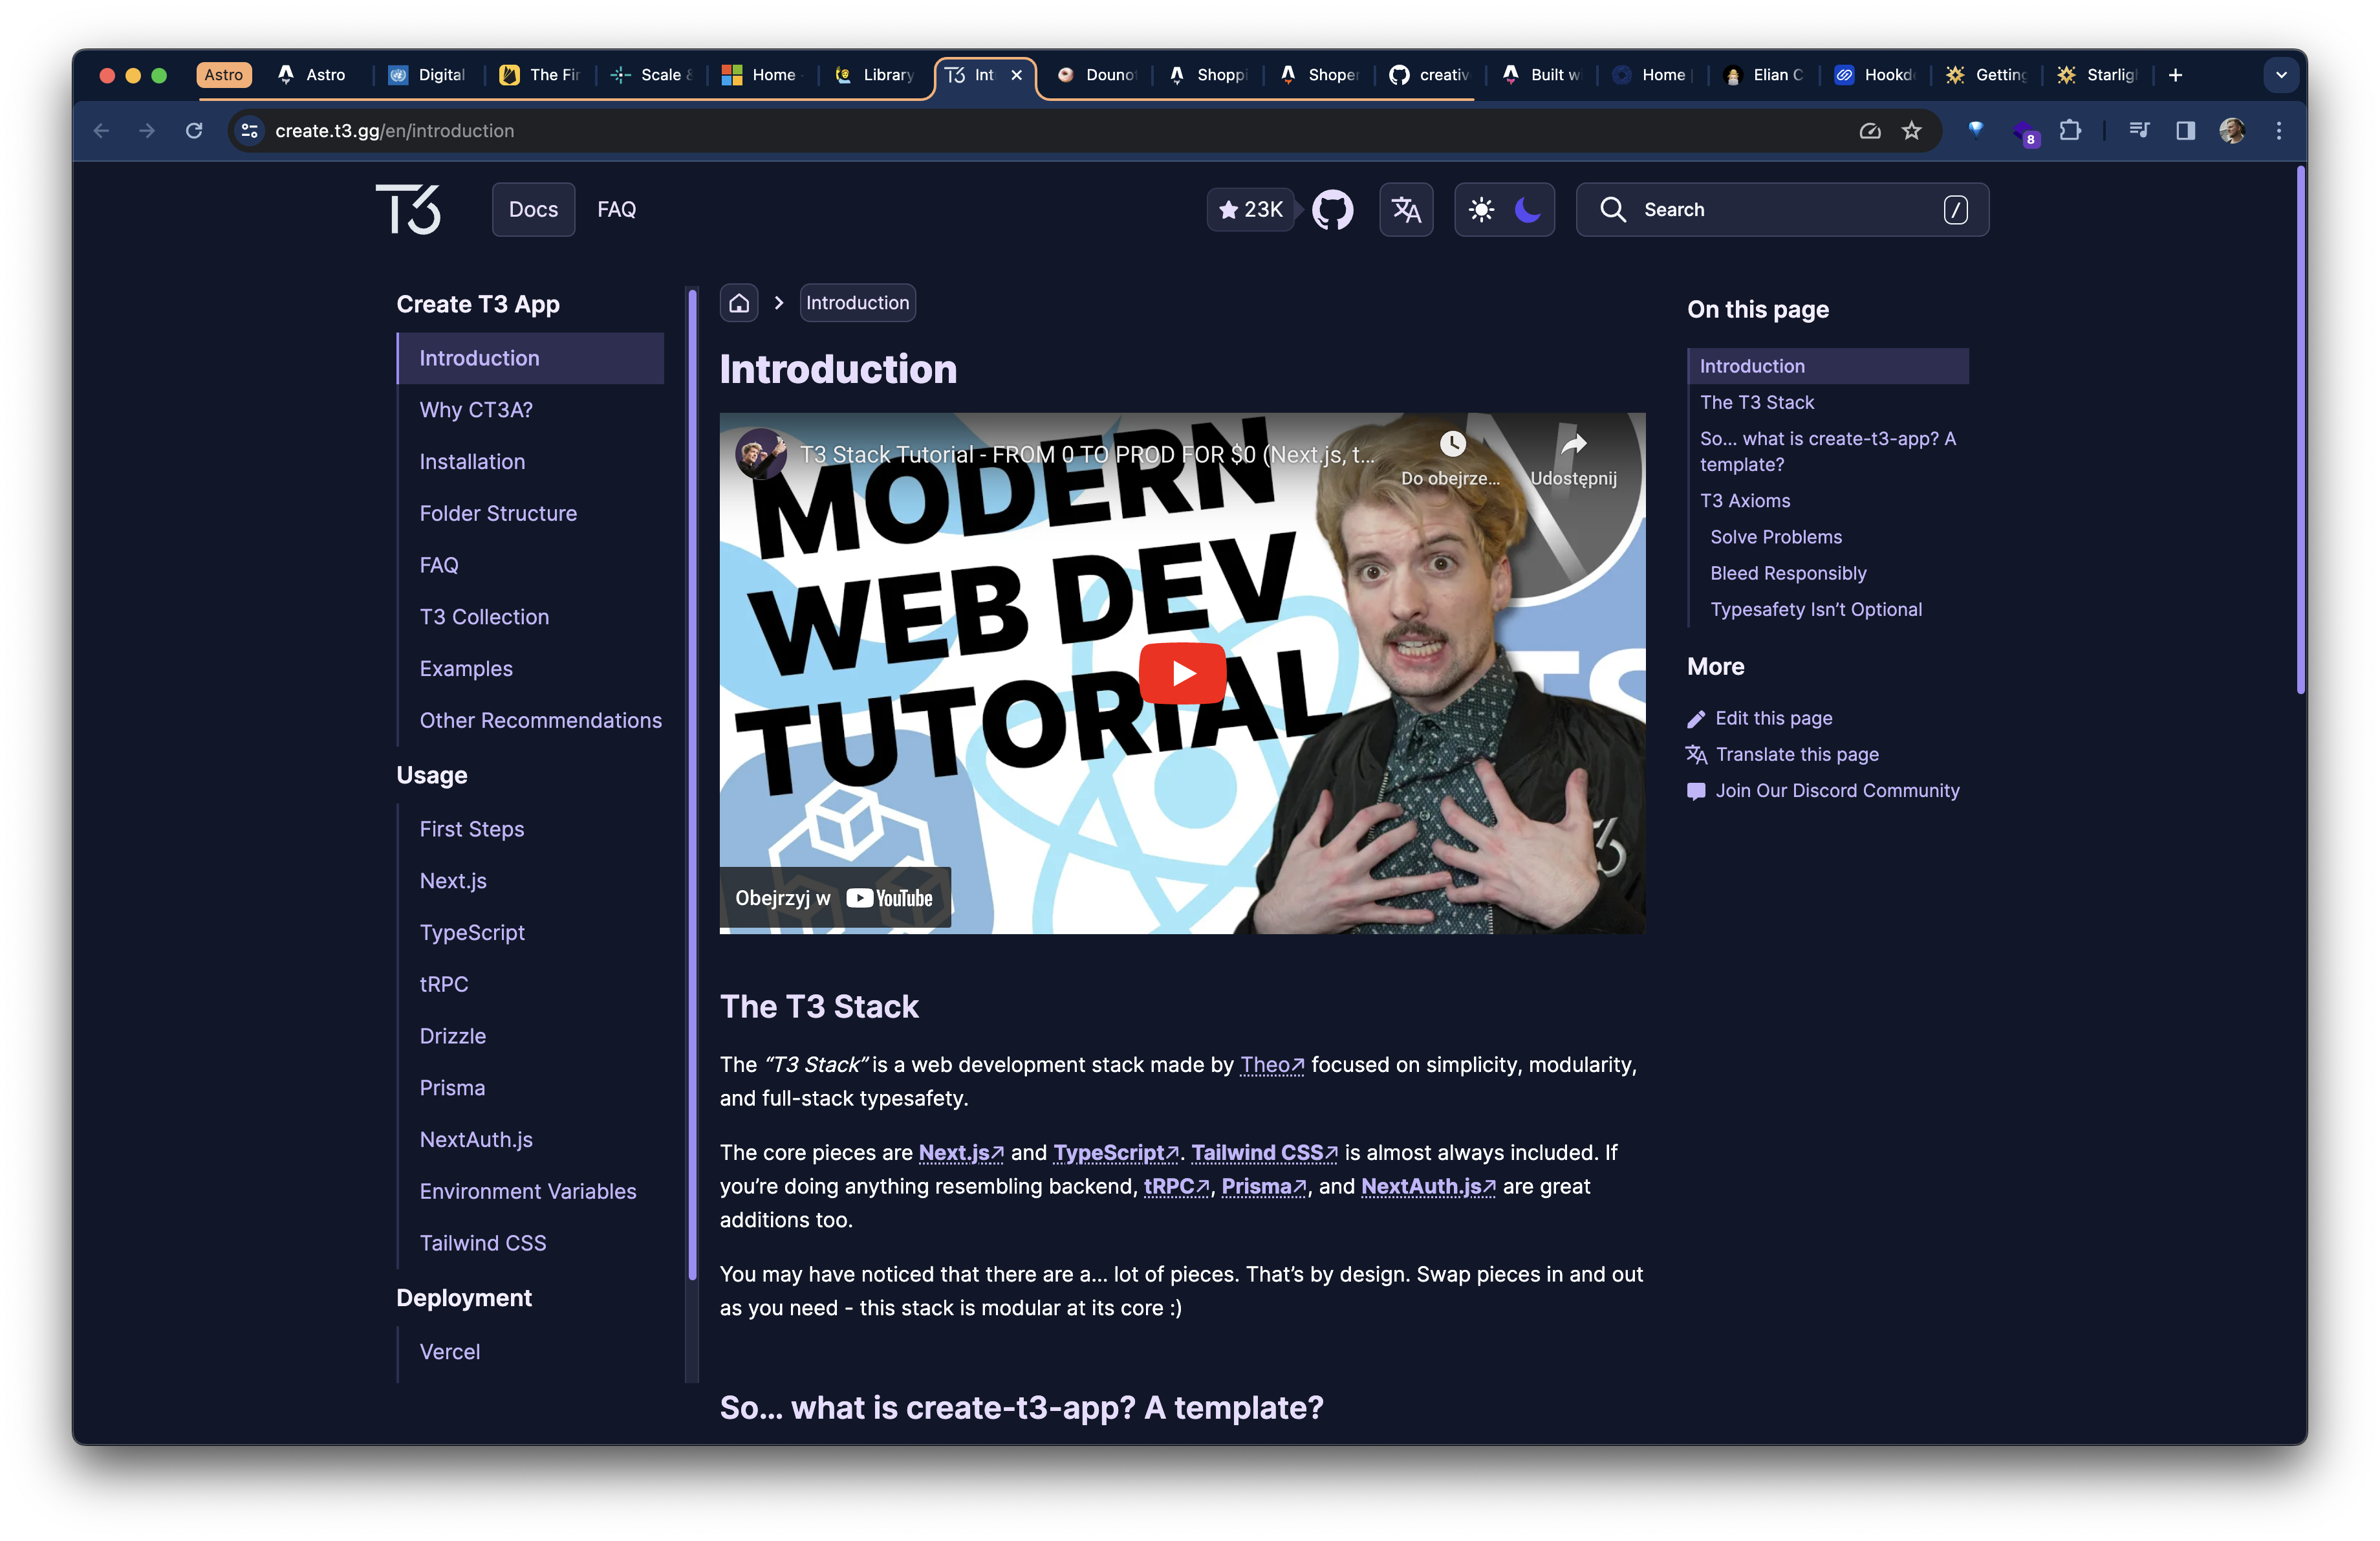 Astro
Astro
Digital
The Fir
Scale &
Home
Library
Int
Douno
Shoppi
Shoper
creativ
Built w
Home
Elian C
Hookd
Getting
Starlig
create.t3.gg/en/introduction
8
T3
Docs
FAQ
23K
Search
/
Create T3 App
Introduction
Why CT3A?
Installation
Folder Structure
FAQ
T3 Collection
Examples
Other Recommendations
Usage
First Steps
Next.js
TypeScript
tRPC
Drizzle
Prisma
NextAuth.js
Environment Variables
Tailwind CSS
Deployment
Vercel
Introduction
Introduction
T3 Stack Tutorial - FROM 0 TO PROD FOR $0 (Next.js, t...
Do obejrze...
Udostępnij
MODERN
WEB DEV
TUTORIAL
TS
Obejrzyj w YouTube
The T3 Stack
The “T3 Stack” is a web development stack made by Theo↗ focused on simplicity, modularity,
and full-stack typesafety.
The core pieces are Next.js↗ and TypeScript↗. Tailwind CSS↗ is almost always included. If
you’re doing anything resembling backend, tRPC↗, Prisma↗, and NextAuth.js↗ are great
additions too.
You may have noticed that there are a... lot of pieces. That’s by design. Swap pieces in and out
as you need - this stack is modular at its core :)
So... what is create-t3-app? A template?
On this page
Introduction
The T3 Stack
So... what is create-t3-app? A
template?
T3 Axioms
Solve Problems
Bleed Responsibly
Typesafety Isn’t Optional
More
Edit this page
Translate this page
Join Our Discord Community